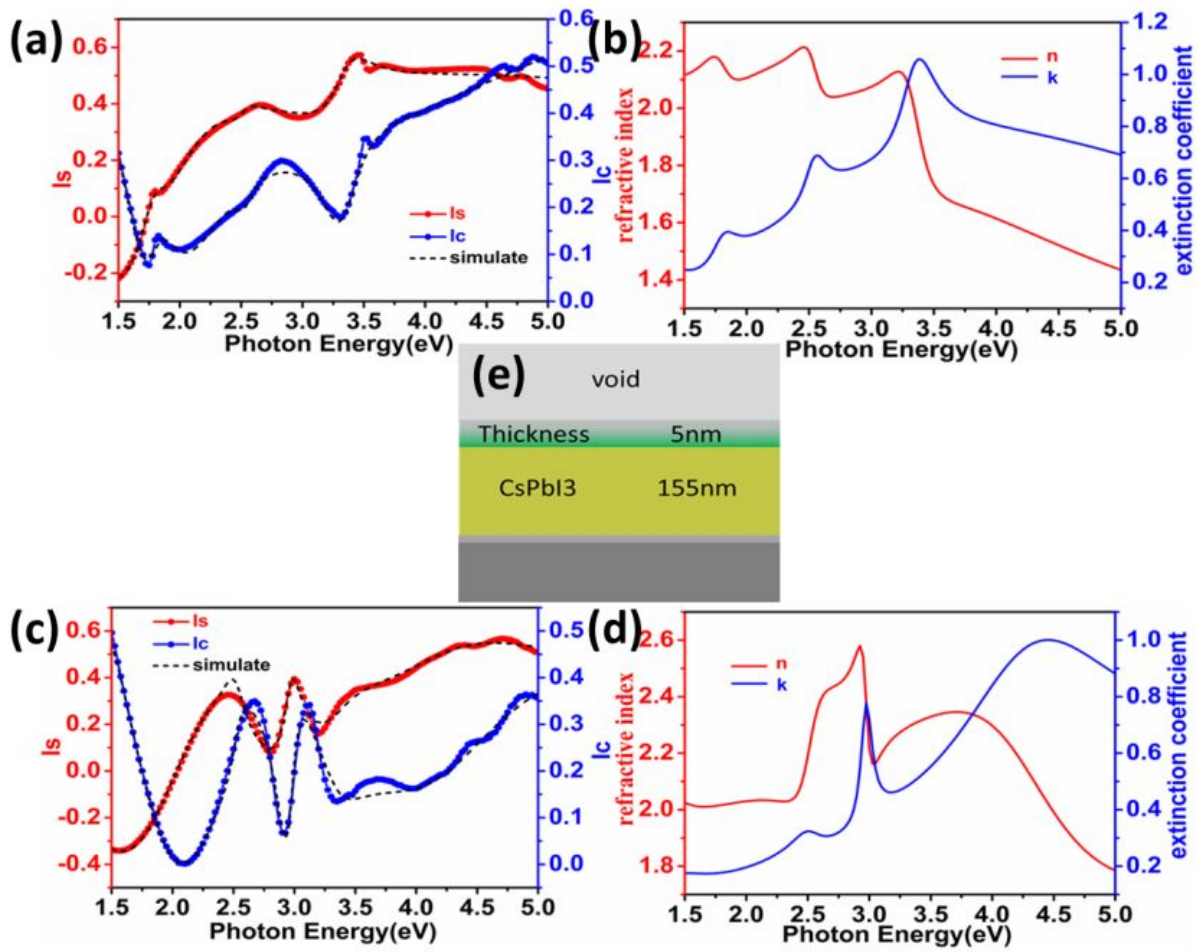 (a)
0.6
0.4
0.2
0.0
-0.2
Is
0.6
0.5
0.4
0.3
0.2
0.1
0.0
Ic
Is
Ic
simulate
1.5 2.0 2.5 3.0 3.5 4.0 4.5 5.0
Photon Energy(eV)
(b)
2.2
2.0
1.8
1.6
1.4
refractive index
1.2
1.0
0.8
0.6
0.4
0.2
extinction coefficient
n
k
1.5 2.0 2.5 3.0 3.5 4.0 4.5 5.0
Photon Energy(eV)
(e)
void
Thickness 5nm
CsPbI3 155nm
(c)
0.6
0.4
0.2
0.0
-0.2
-0.4
Is
0.5
0.4
0.3
0.2
0.1
0.0
Ic
Is
Ic
simulate
1.5 2.0 2.5 3.0 3.5 4.0 4.5 5.0
Photon Energy(eV)
(d)
2.6
2.4
2.2
2.0
1.8
refractive index
1.0
0.8
0.6
0.4
0.2
extinction coefficient
n
k
1.5 2.0 2.5 3.0 3.5 4.0 4.5 5.0
Photon Energy(eV)